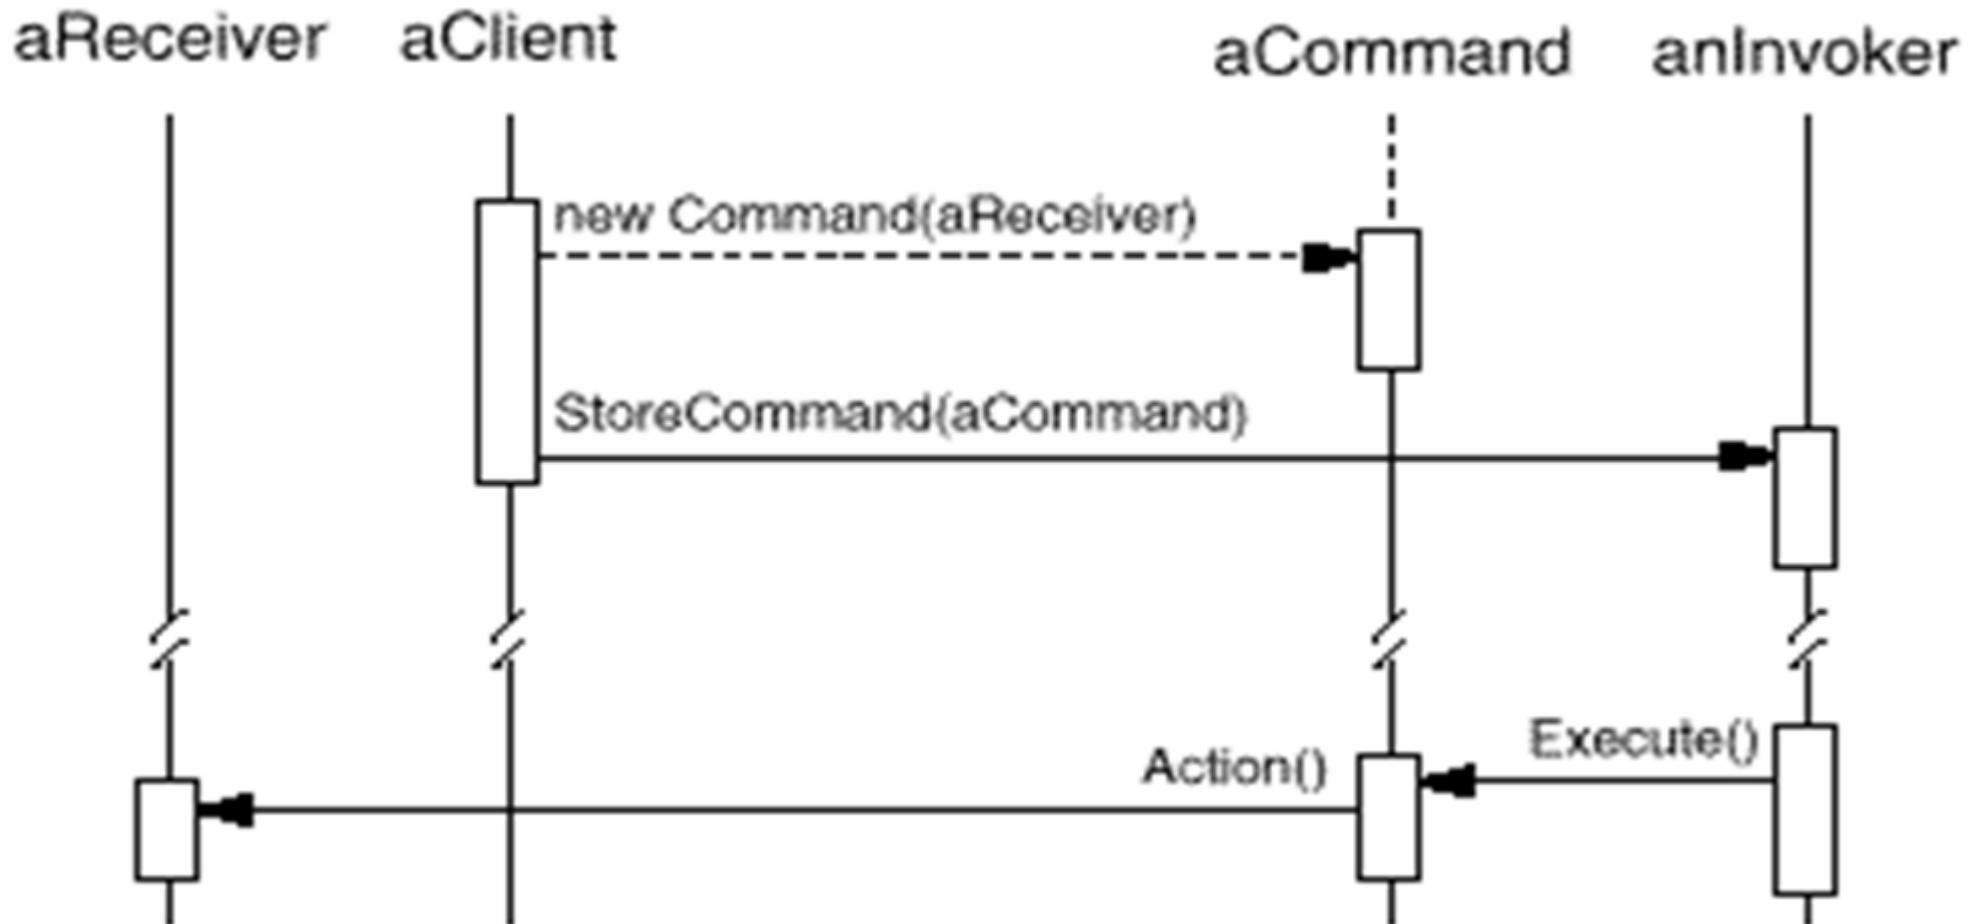 aReceiver aClient aCommand anInvoker
new Command(aReceiver)
StoreCommand(aCommand)
Execute()
Action()